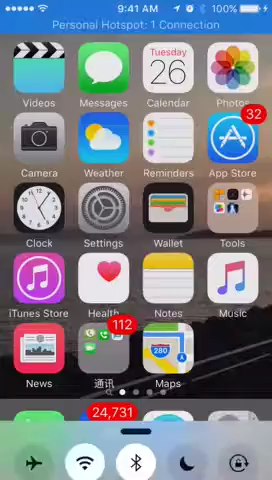 9:41 AM 100%
Personal Hotspot: 1 Connection
Tuesday
26
32
Videos Messages Calendar Photos
Camera Weather Reminders App Store
Clock Settings Wallet Tools
iTunes Store Health Notes Music
112
280
News 通讯 Maps
24,731